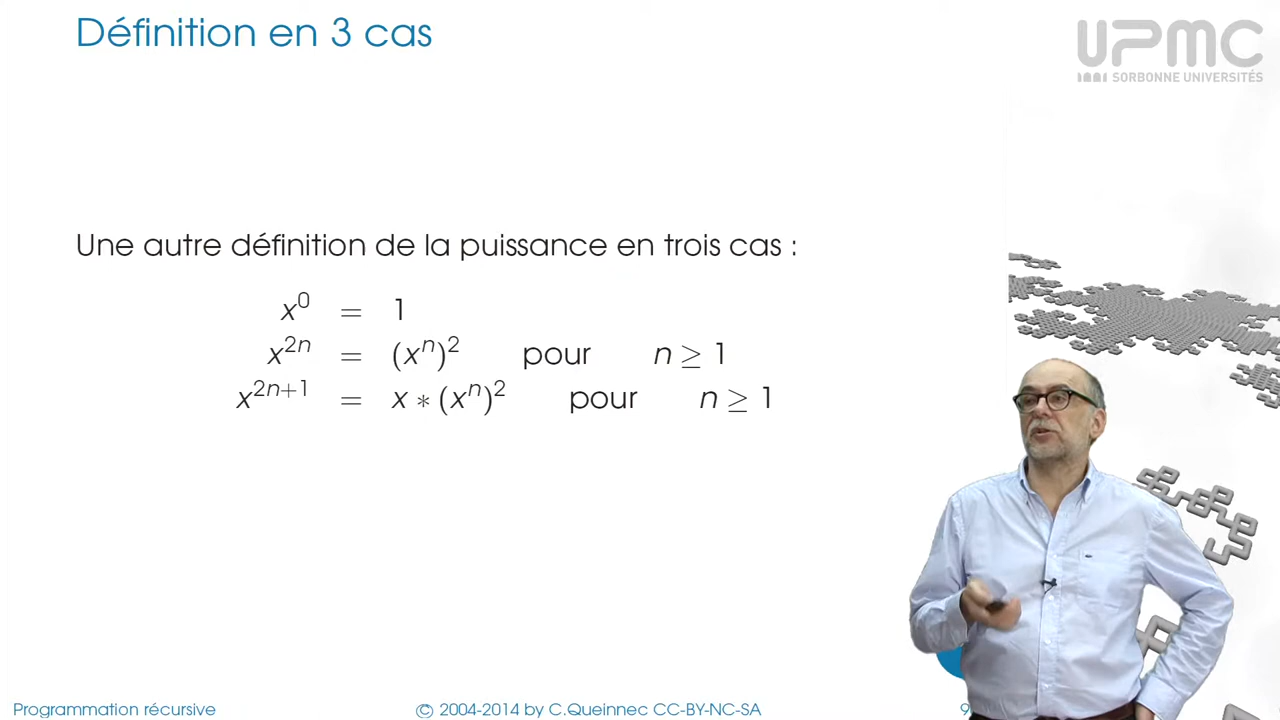 Définition en 3 cas
UPMC
SORBONNE UNIVERSITÉS
Une autre définition de la puissance en trois cas :
x⁰ = 1
x²ⁿ = (xⁿ)² pour n ≥ 1
x²ⁿ⁺¹ = x ∗ (xⁿ)² pour n ≥ 1
Programmation récursive
© 2004-2014 by C.Queinnec CC-BY-NC-SA